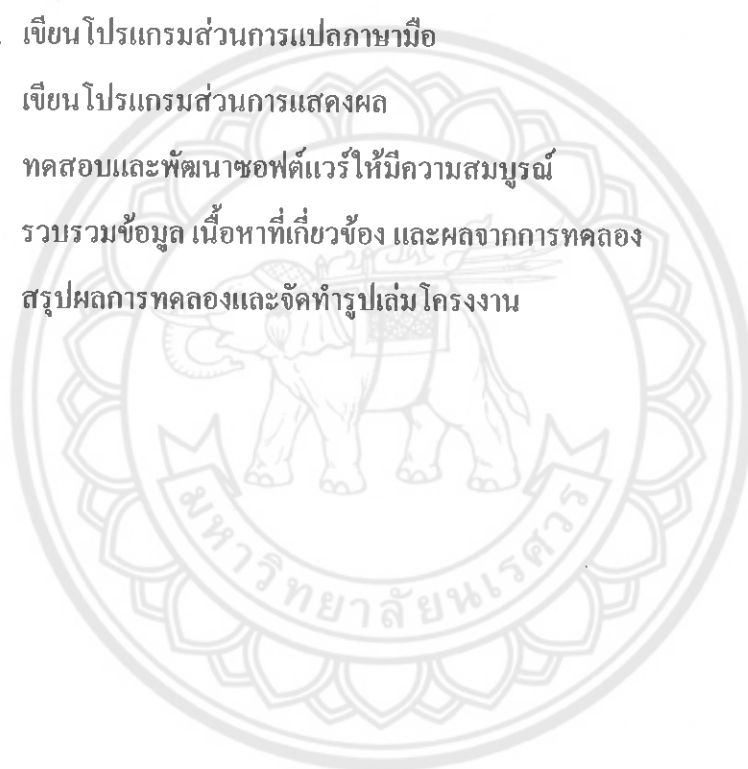 . เขียนโปรแกรมส่วนการแปลภาษามือ
เขียนโปรแกรมส่วนการแสดงผล
ทดสอบและพัฒนาซอฟต์แวร์ให้มีความสมบูรณ์
รวบรวมข้อมูล เนื้อหาที่เกี่ยวข้อง และผลจากการทดลอง
สรุปผลการทดลองและจัดทำรูปเล่มโครงงาน
มหาวิทยาลัยนเรศวร